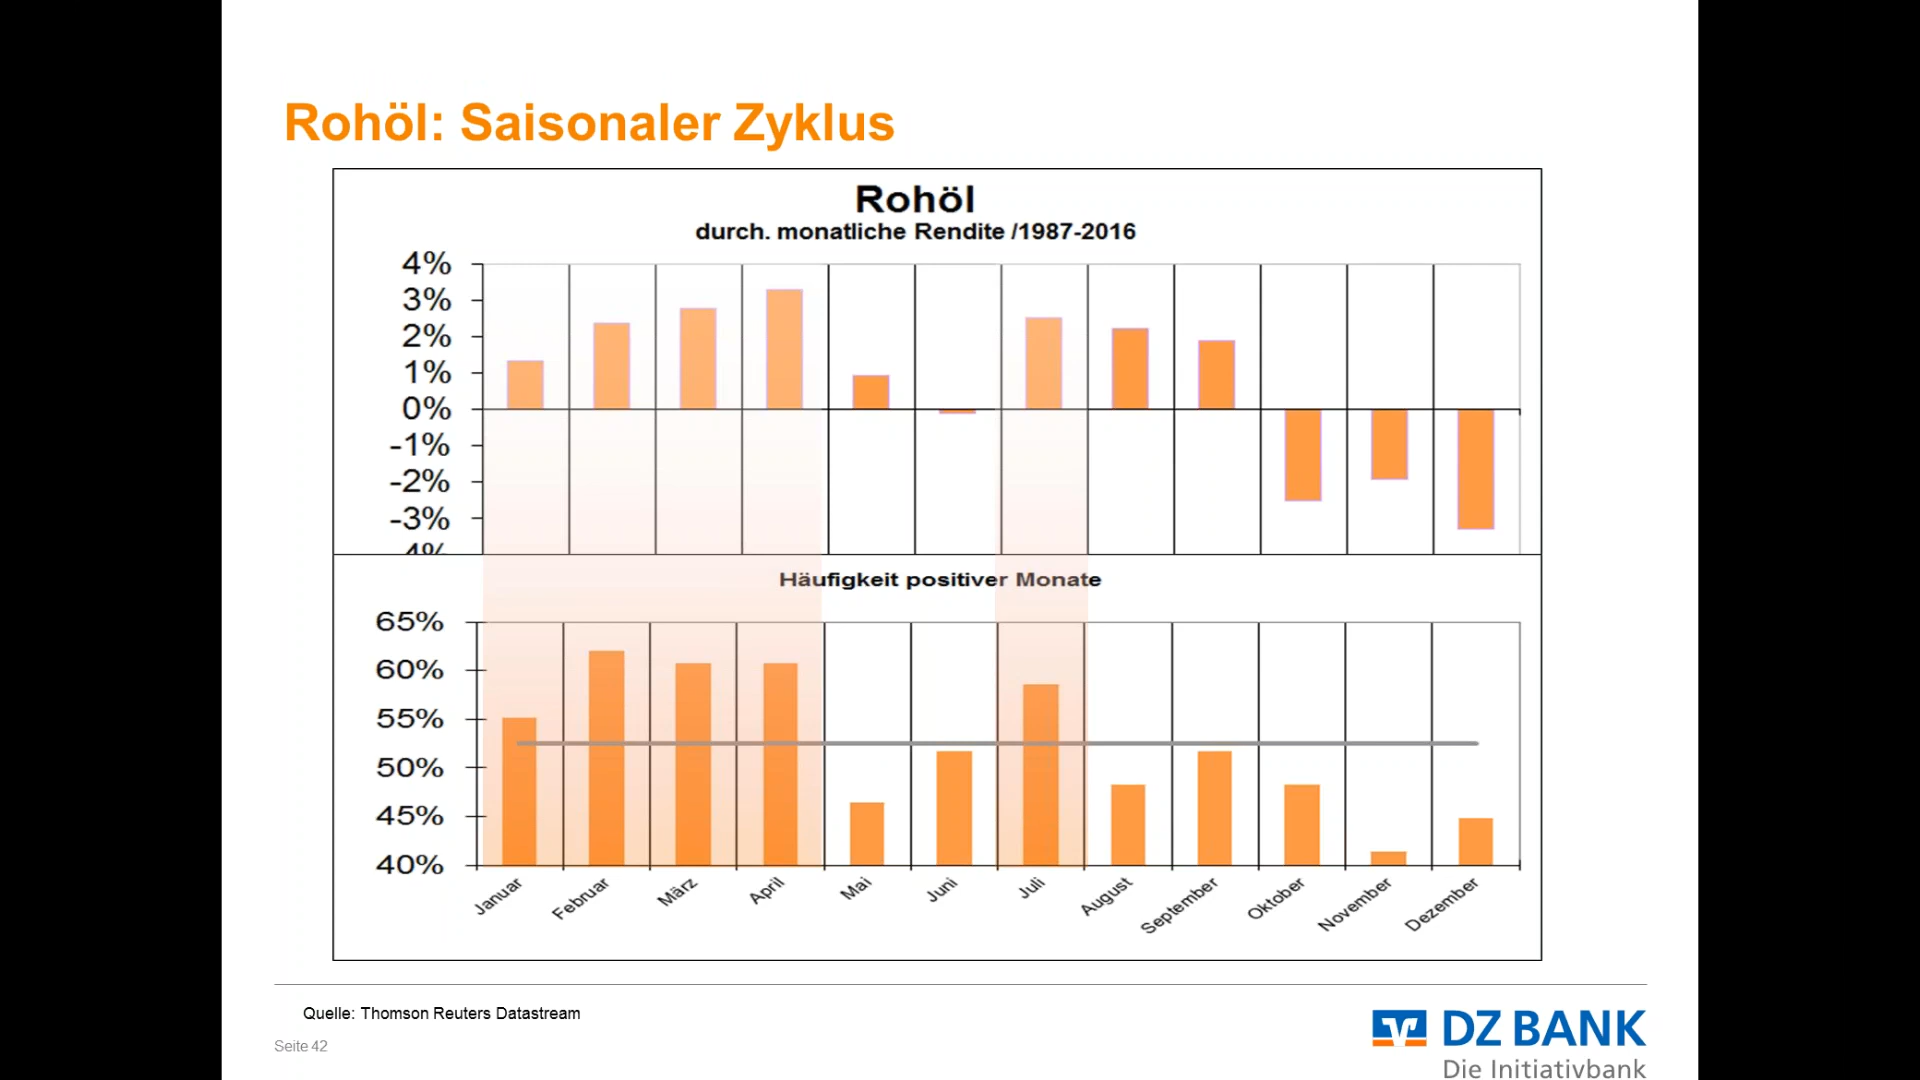 Rohöl: Saisonaler Zyklus
Rohöl
durch. monatliche Rendite /1987-2016
4%
3%
2%
1%
0%
-1%
-2%
-3%
Häufigkeit positiver Monate
65%
60%
55%
50%
45%
40%
Januar
Februar
März
April
Mai
Juni
Juli
August
September
Oktober
November
Dezember
Quelle: Thomson Reuters Datastream
Seite 42
DZ BANK
Die Initiativbank